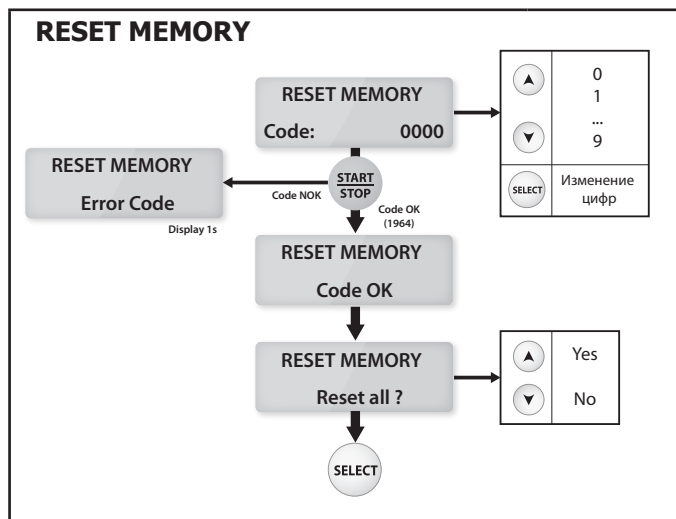 RESET MEMORY
RESET MEMORY
Code: 0000
0
1
...
9
SELECT
Изменение
цифр
START
STOP
Code NOK
RESET MEMORY
Error Code
Display 1s
Code OK
(1964)
RESET MEMORY
Code OK
RESET MEMORY
Reset all ?
Yes
No
SELECT